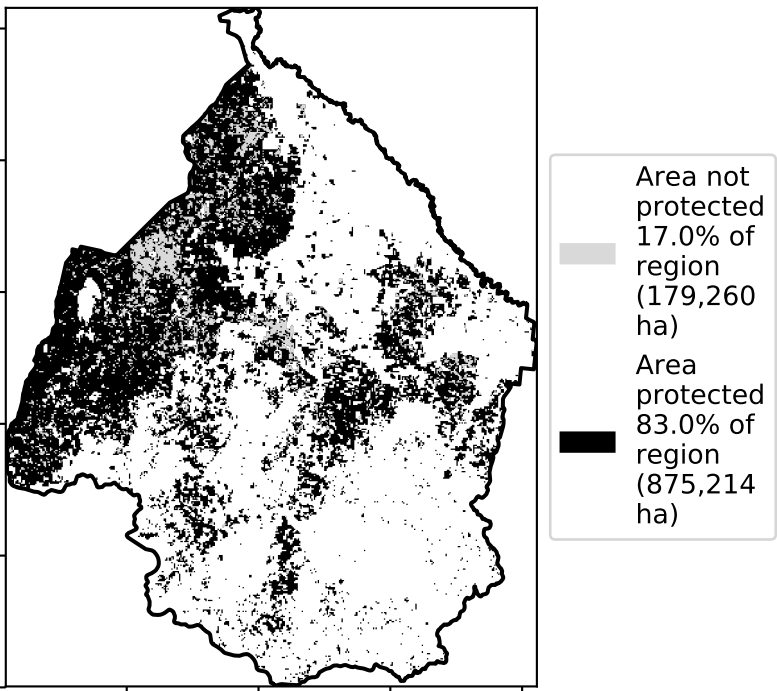 Area not
protected
17.0% of
region
(179,260
ha)
Area
protected
83.0% of
region
(875,214
ha)